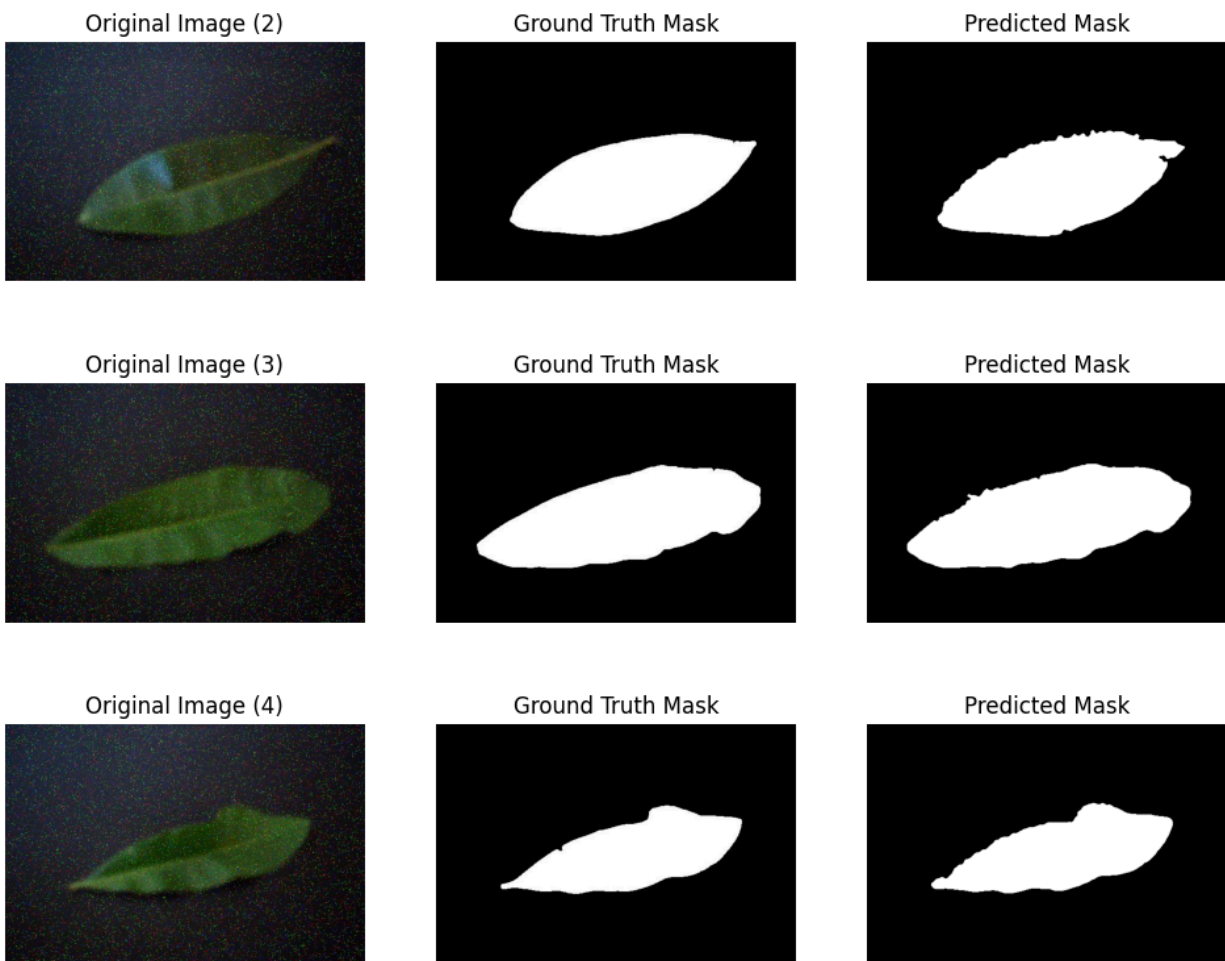 Original Image (2) Ground Truth Mask Predicted Mask
Original Image (3) Ground Truth Mask Predicted Mask
Original Image (4) Ground Truth Mask Predicted Mask